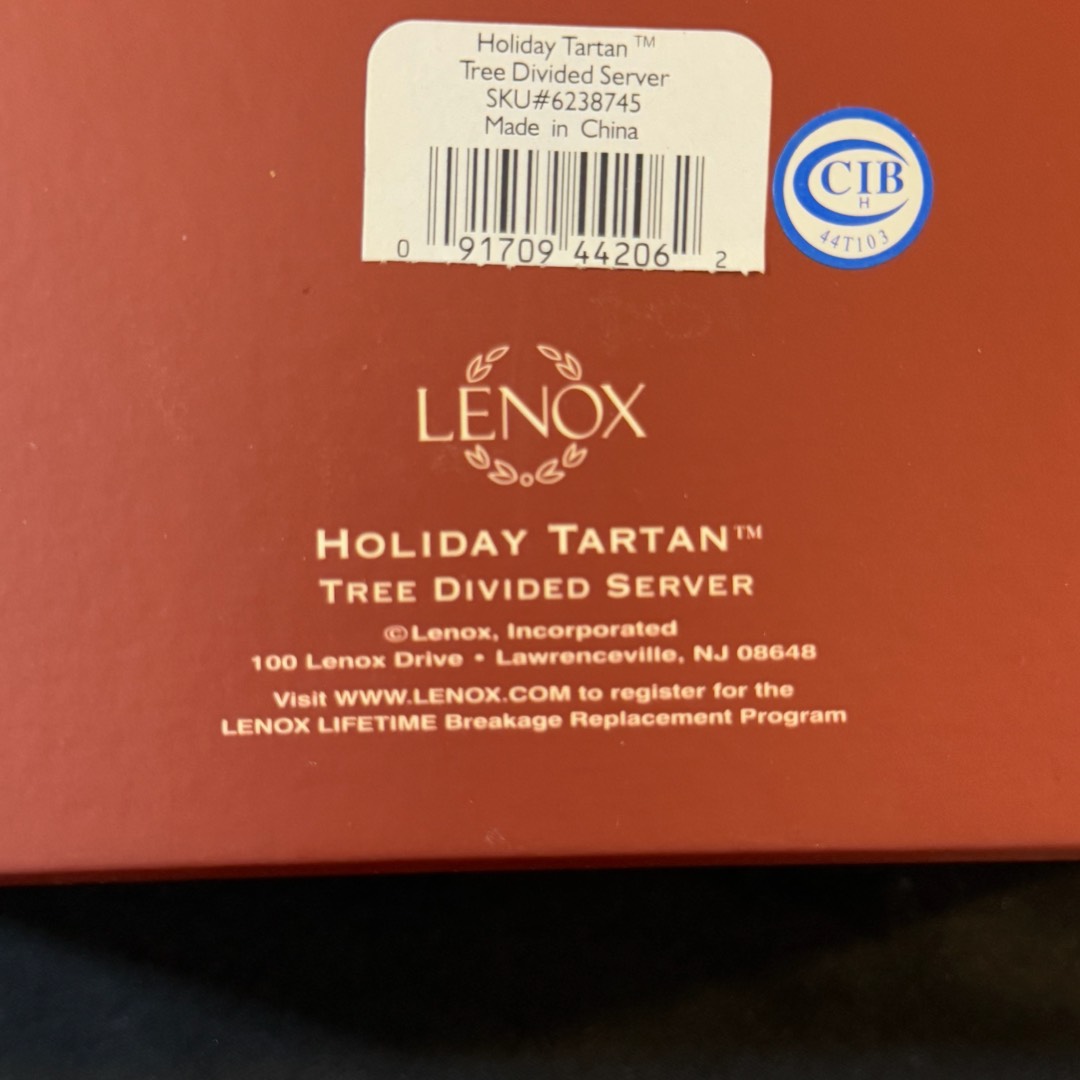 Holiday Tartan™
Tree Divided Server
SKU#6238745
Made in China
0 91709 44206 2
CIB
H
44T103
LENOX
HOLIDAY TARTAN™
TREE DIVIDED SERVER
©Lenox, Incorporated
100 Lenox Drive • Lawrenceville, NJ 08648
Visit WWW.LENOX.COM to register for the
LENOX LIFETIME Breakage Replacement Program